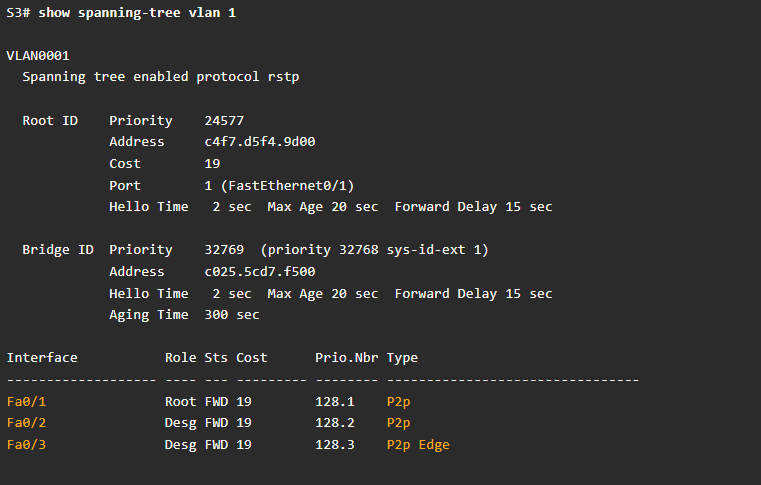 S3# show spanning-tree vlan 1
VLAN0001
Spanning tree enabled protocol rstp
Root ID Priority 24577
Address c4f7.d5f4.9d00
Cost 19
Port 1 (FastEthernet0/1)
Hello Time 2 sec Max Age 20 sec Forward Delay 15 sec
Bridge ID Priority 32769 (priority 32768 sys-id-ext 1)
Address c025.5cd7.f500
Hello Time 2 sec Max Age 20 sec Forward Delay 15 sec
Aging Time 300 sec
Interface Role Sts Cost Prio.Nbr Type
------------------- ---- --- --------- -------- --------------------------------
Fa0/1 Root FWD 19 128.1 P2p
Fa0/2 Desg FWD 19 128.2 P2p
Fa0/3 Desg FWD 19 128.3 P2p Edge